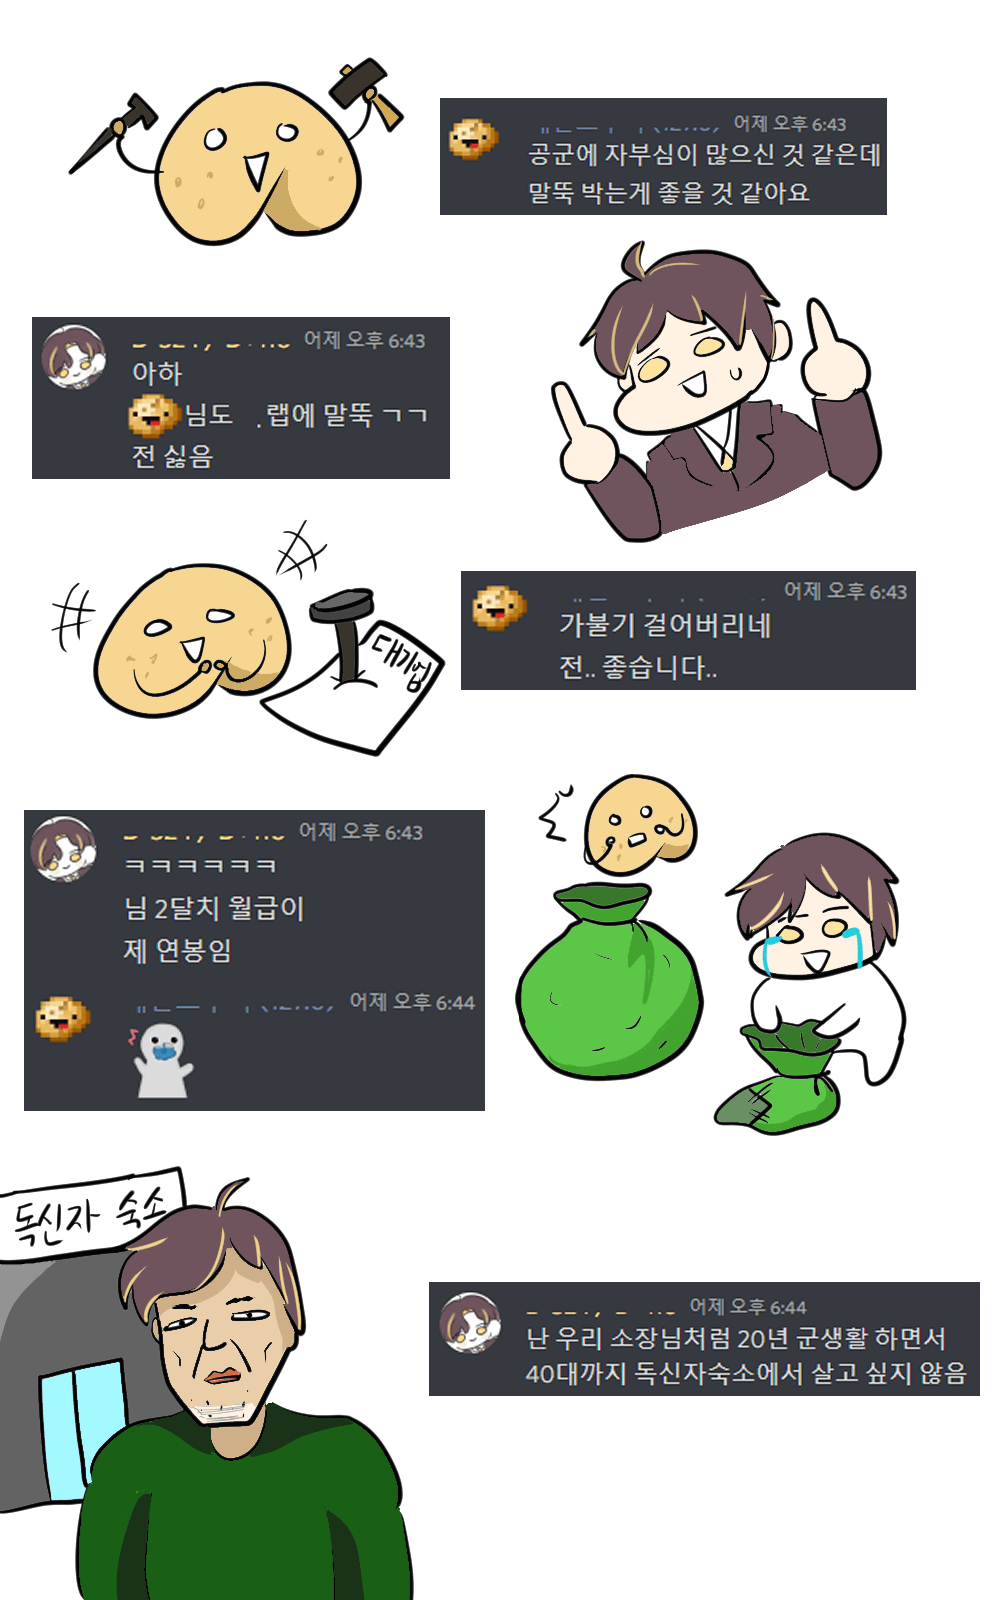 어제 오후 6:43
공군에 자부심이 많으신 것 같은데
말뚝 박는게 좋을 것 같아요
어제 오후 6:43
아하
님도 .랩에 말뚝 ㄱㄱ
전 싫음
대기업
어제 오후 6:43
가불기 걸어버리네
전.. 좋습니다..
어제 오후 6:43
ㅋㅋㅋㅋㅋㅋ
님 2달치 월급이
제 연봉임
어제 오후 6:44
독신자 숙소
어제 오후 6:44
난 우리 소장님처럼 20년 군생활 하면서
40대까지 독신자숙소에서 살고 싶지 않음